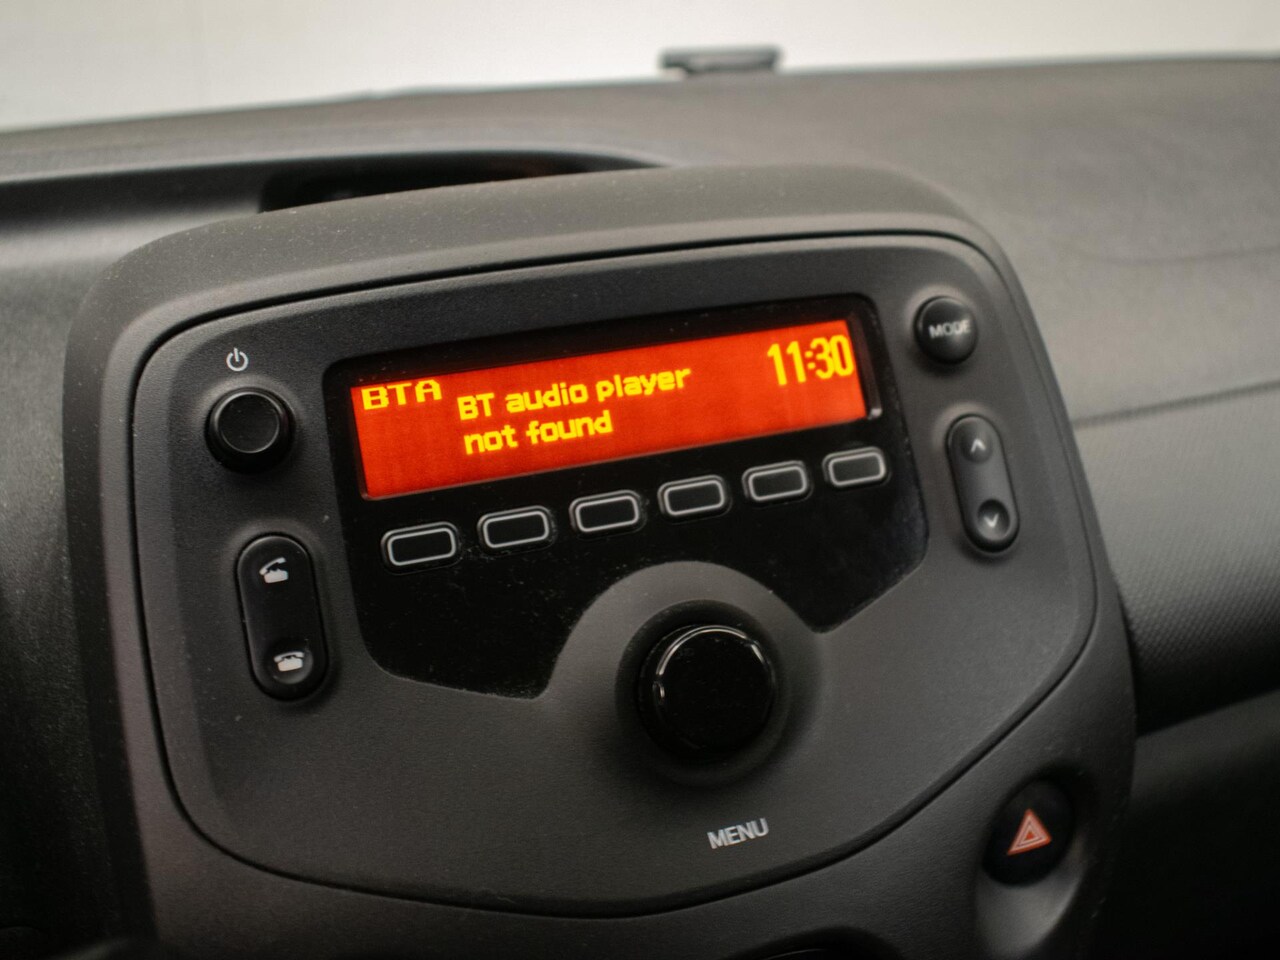 BTA
BT audio player
not found
11:30
MODE
MENU